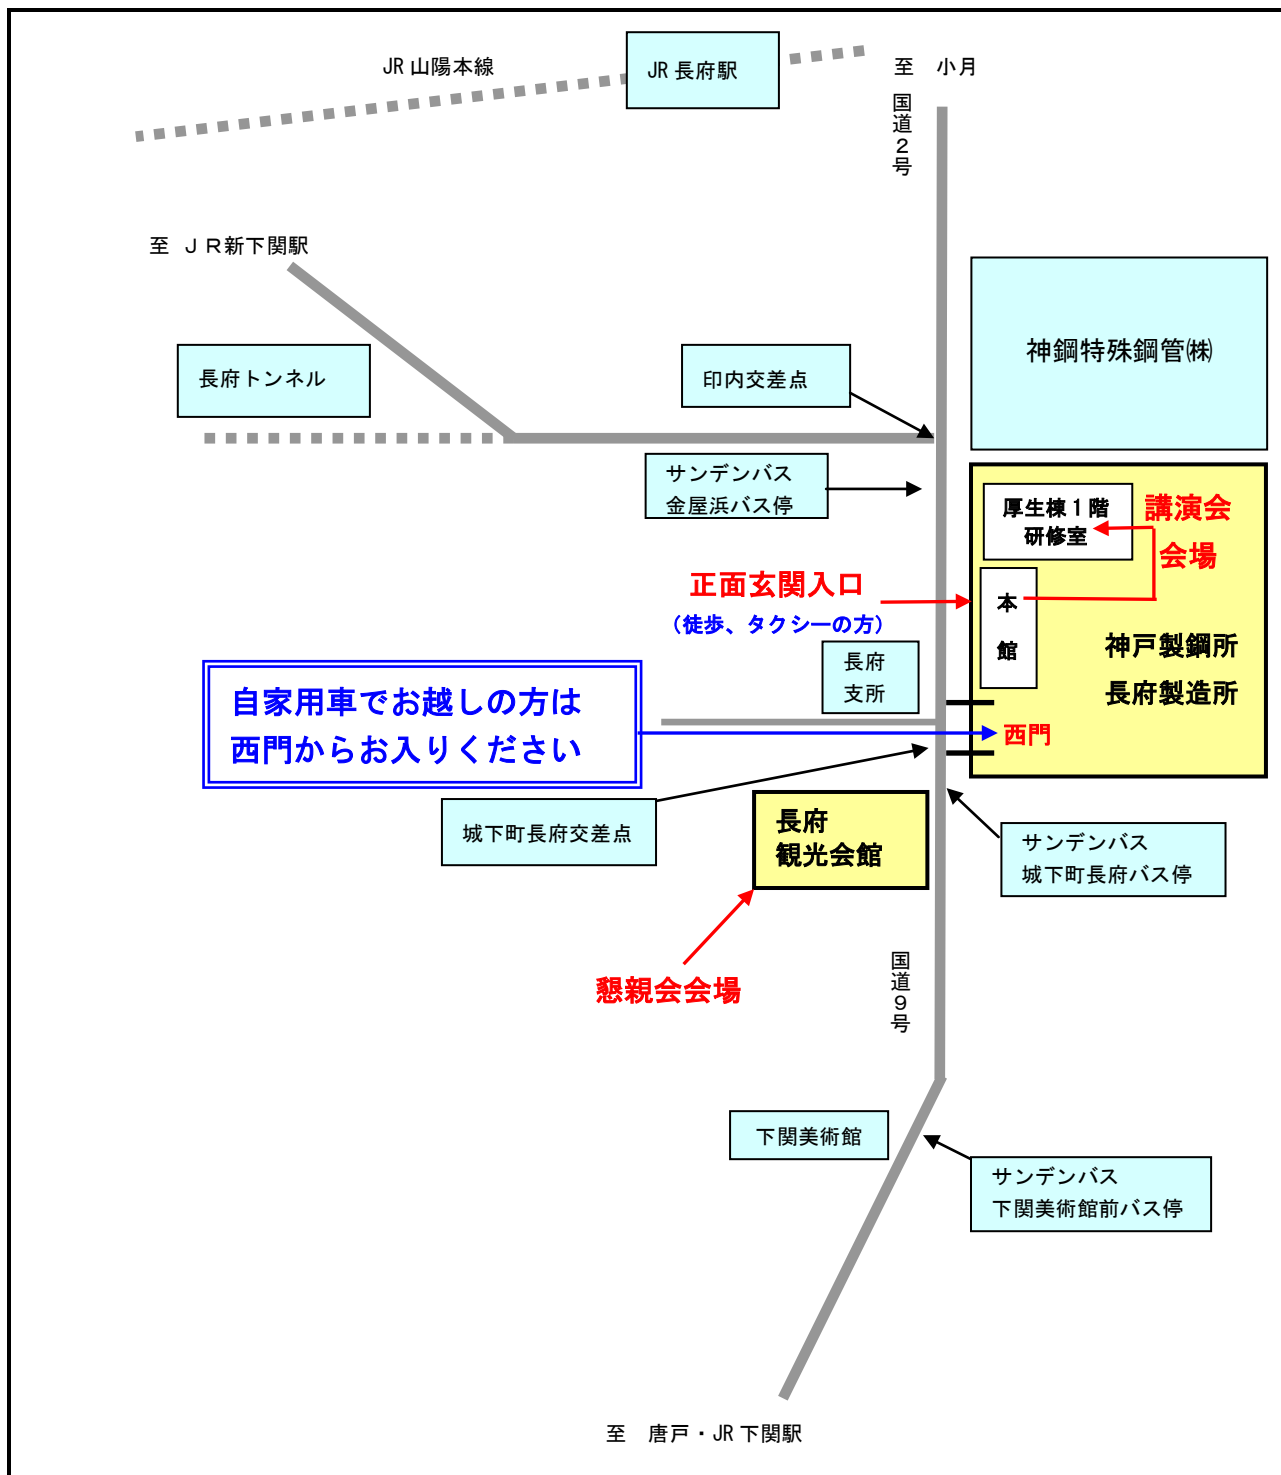 JR 山陽本線
JR 長府駅
至　小月
国道２号
至　ＪＲ新下関駅
神鋼特殊鋼管㈱
長府トンネル
印内交差点
サンデンバス
金屋浜バス停
厚生棟１階
研修室
講演会
会場
正面玄関入口
（徒歩、タクシーの方）
本館
長府
支所
神戸製鋼所
長府製造所
自家用車でお越しの方は
西門からお入りください
西門
城下町長府交差点
長府
観光会館
サンデンバス
城下町長府バス停
懇親会会場
国道９号
下関美術館
サンデンバス
下関美術館前バス停
至　唐戸・JR 下関駅